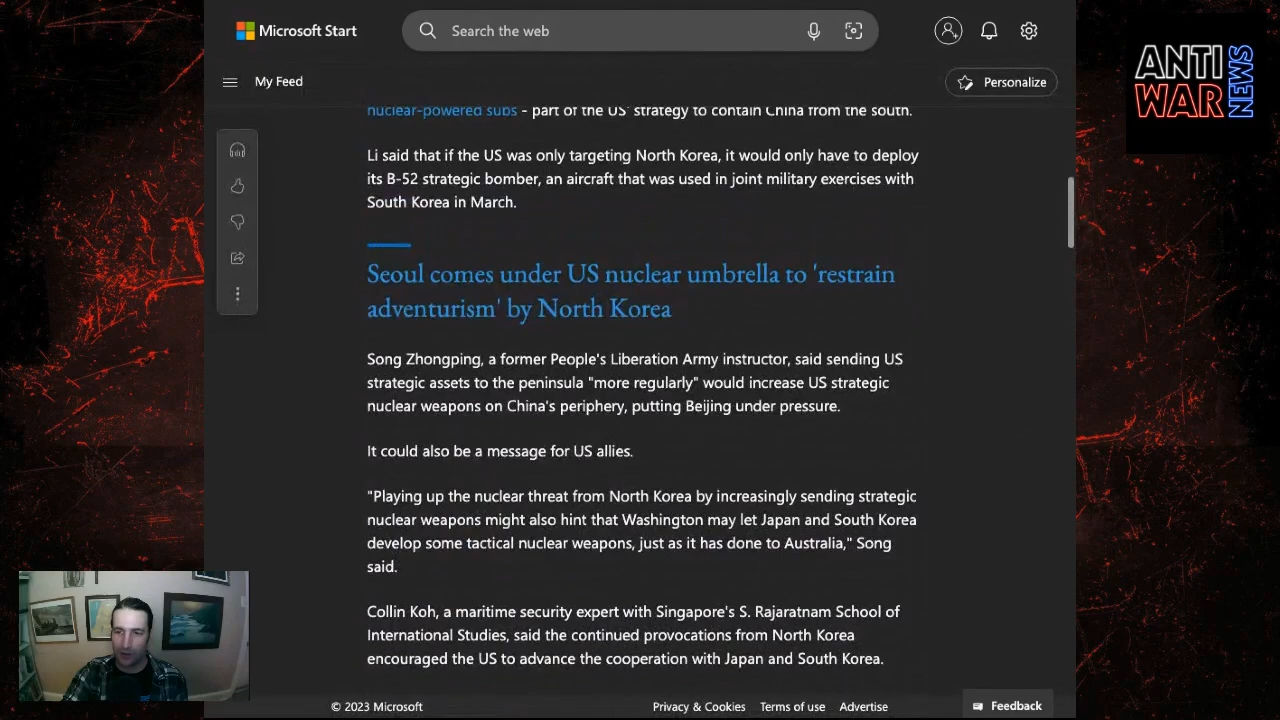 Microsoft Start
Search the web
ANTI
WAR
NEWS
My Feed
Personalize
nuclear-powered subs - part of the US' strategy to contain China from the south.
Li said that if the US was only targeting North Korea, it would only have to deploy
its B-52 strategic bomber, an aircraft that was used in joint military exercises with
South Korea in March.
Seoul comes under US nuclear umbrella to 'restrain
adventurism' by North Korea
Song Zhongping, a former People's Liberation Army instructor, said sending US
strategic assets to the peninsula "more regularly" would increase US strategic
nuclear weapons on China's periphery, putting Beijing under pressure.
It could also be a message for US allies.
"Playing up the nuclear threat from North Korea by increasingly sending strategic
nuclear weapons might also hint that Washington may let Japan and South Korea
develop some tactical nuclear weapons, just as it has done to Australia," Song
said.
Collin Koh, a maritime security expert with Singapore's S. Rajaratnam School of
International Studies, said the continued provocations from North Korea
encouraged the US to advance the cooperation with Japan and South Korea.
© 2023 Microsoft
Privacy & Cookies
Terms of use
Advertise
Feedback